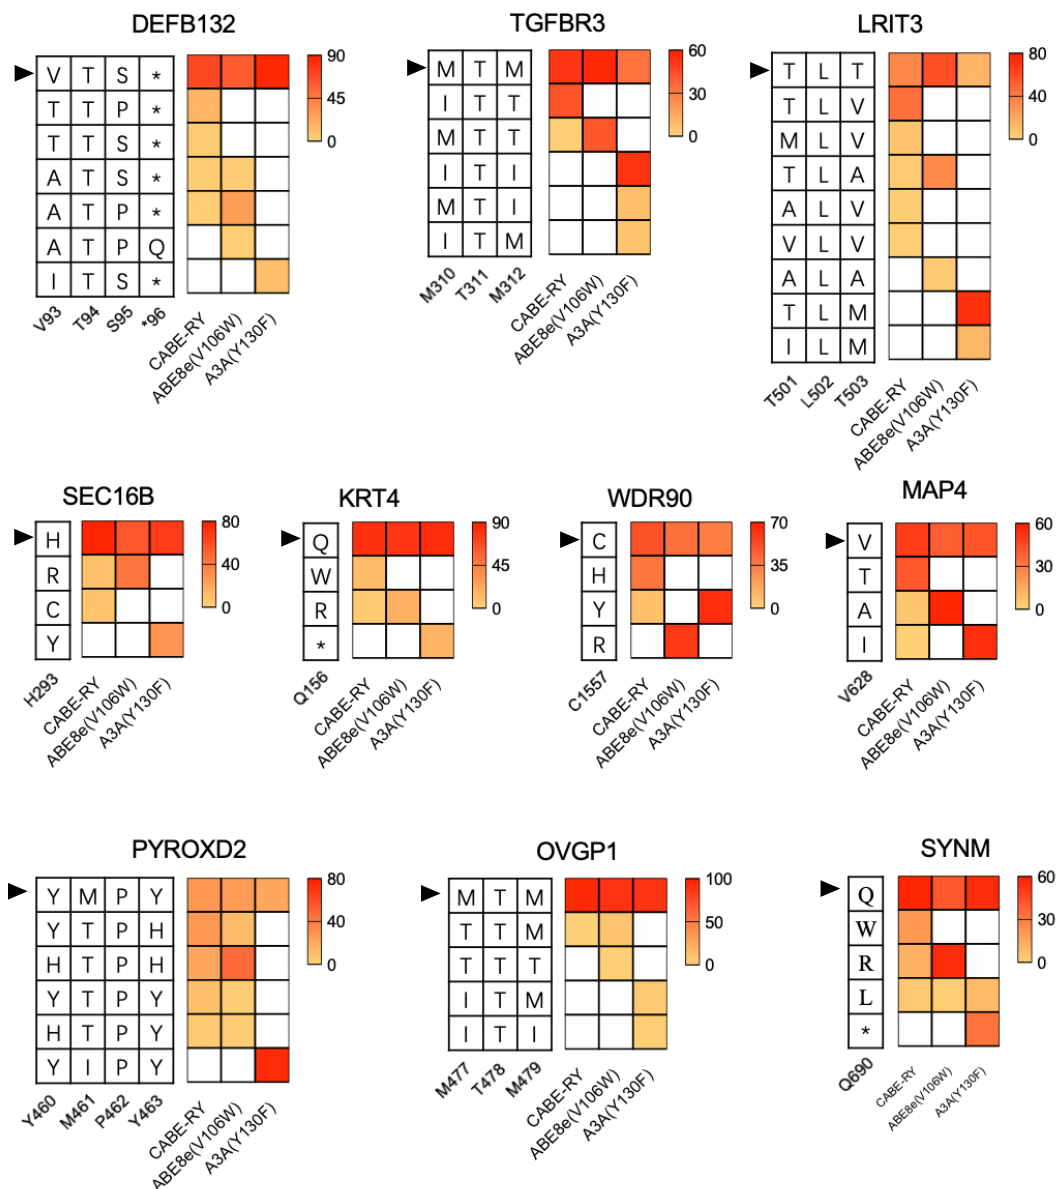 DEFB132
V T S *
T T P *
T T S *
A T S *
A T P *
A T P Q
I T S *
V93 T94 S95 *96
CABE-RY ABE8e(V106W) A3A(Y130F)
90
45
0
TGFBR3
M T M
I T T
M T T
I T I
M T I
I T M
M310 T311 M312
CABE-RY ABE8e(V106W) A3A(Y130F)
60
30
0
LRIT3
T L T
T L V
M L V
T L A
A L V
V L V
A L A
T L M
I L M
T501 L502 T503
CABE-RY ABE8e(V106W) A3A(Y130F)
80
40
0
SEC16B
H
R
C
Y
H293
CABE-RY ABE8e(V106W) A3A(Y130F)
80
40
0
KRT4
Q
W
R
*
Q156
CABE-RY ABE8e(V106W) A3A(Y130F)
90
45
0
WDR90
C
H
Y
R
C1557
CABE-RY ABE8e(V106W) A3A(Y130F)
70
35
0
MAP4
V
T
A
I
V628
CABE-RY ABE8e(V106W) A3A(Y130F)
60
30
0
PYROXD2
Y M P Y
Y T P H
H T P H
Y T P Y
H T P Y
Y I P Y
Y460 M461 P462 Y463
CABE-RY ABE8e(V106W) A3A(Y130F)
80
40
0
OVGP1
M T M
T T M
T T T
I T M
I T I
M477 T478 M479
CABE-RY ABE8e(V106W) A3A(Y130F)
100
50
0
SYNM
Q
W
R
L
*
Q690
CABE-RY ABE8e(V106W) A3A(Y130F)
60
30
0